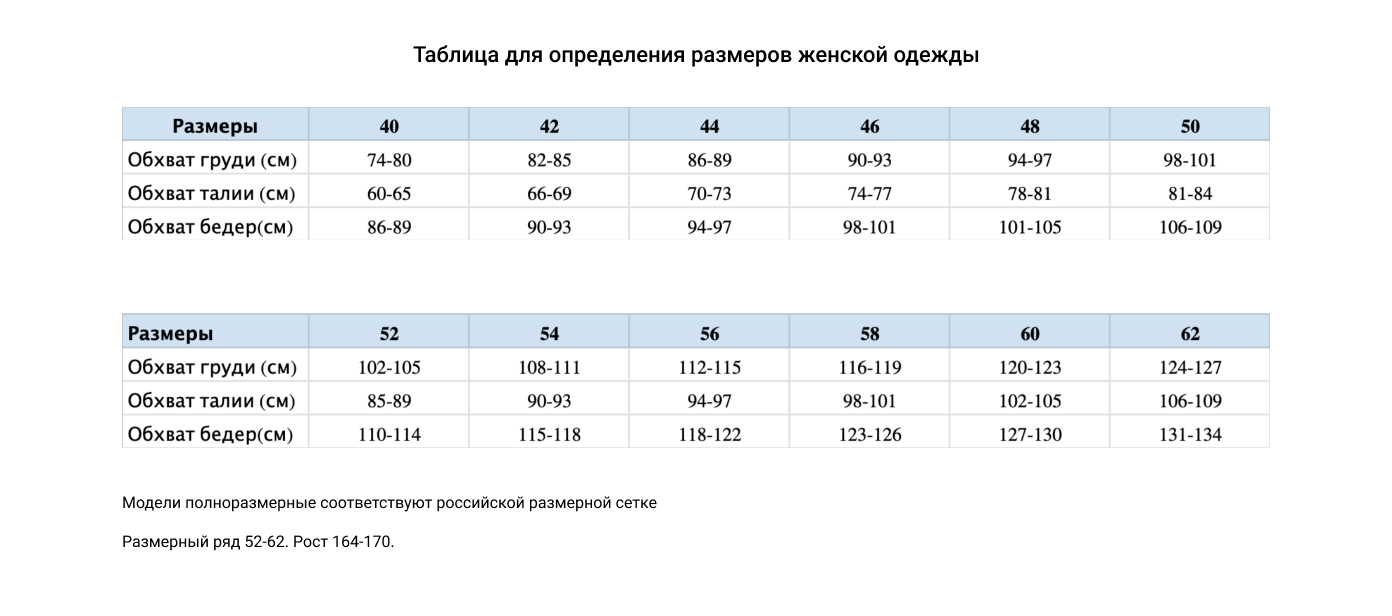 Таблица для определения размеров женской одежды
Размеры 40 42 44 46 48 50
Обхват груди (см) 74-80 82-85 86-89 90-93 94-97 98-101
Обхват талии (см) 60-65 66-69 70-73 74-77 78-81 81-84
Обхват бедер(см) 86-89 90-93 94-97 98-101 101-105 106-109
Размеры 52 54 56 58 60 62
Обхват груди (см) 102-105 108-111 112-115 116-119 120-123 124-127
Обхват талии (см) 85-89 90-93 94-97 98-101 102-105 106-109
Обхват бедер(см) 110-114 115-118 118-122 123-126 127-130 131-134
Модели полноразмерные соответствуют российской размерной сетке
Размерный ряд 52-62. Рост 164-170.